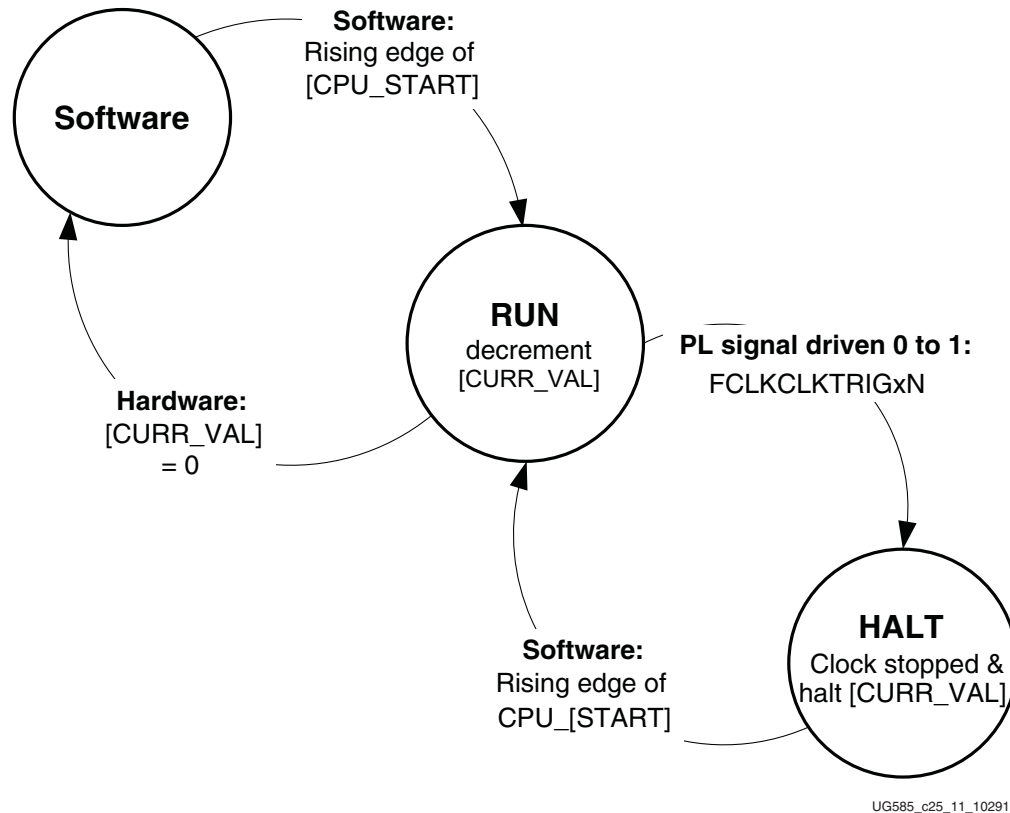 Software:
Rising edge of
[CPU_START]
Software
RUN
decrement
[CURR_VAL]
PL signal driven 0 to 1:
FCLKCLKTRIGxN
Hardware:
[CURR_VAL]
= 0
HALT
Clock stopped &
halt [CURR_VAL]
Software:
Rising edge of
CPU_[START]
UG585_c25_11_10291